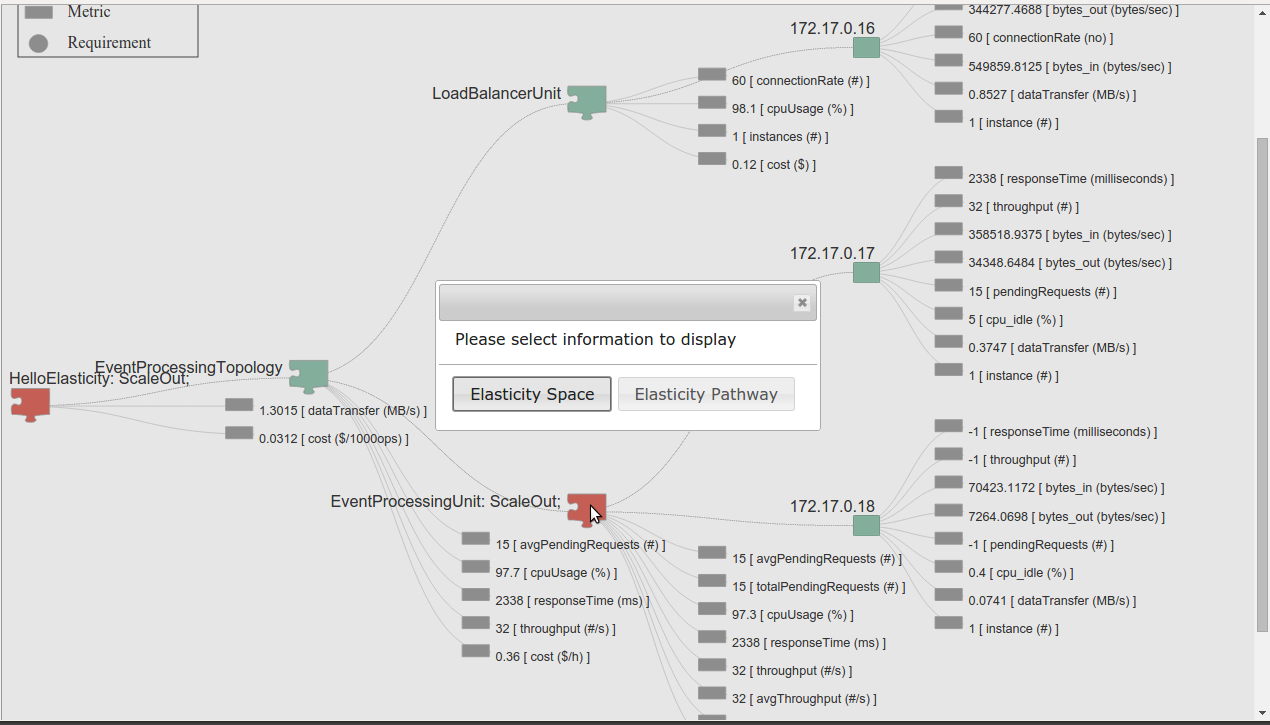 Metric
Requirement
172.17.0.16
344277.4688 [ bytes_out (bytes/sec) ]
60 [ connectionRate (no) ]
549859.8125 [ bytes_in (bytes/sec) ]
0.8527 [ dataTransfer (MB/s) ]
1 [ instance (#) ]
LoadBalancerUnit
60 [ connectionRate (#) ]
98.1 [ cpuUsage (%) ]
1 [ instances (#) ]
0.12 [ cost ($) ]
172.17.0.17
2338 [ responseTime (milliseconds) ]
32 [ throughput (#) ]
358518.9375 [ bytes_in (bytes/sec) ]
34348.6484 [ bytes_out (bytes/sec) ]
15 [ pendingRequests (#) ]
5 [ cpu_idle (%) ]
0.3747 [ dataTransfer (MB/s) ]
1 [ instance (#) ]
Please select information to display
Elasticity Space
Elasticity Pathway
EventProcessingTopology
HelloElasticity: ScaleOut;
1.3015 [ dataTransfer (MB/s) ]
0.0312 [ cost ($/1000ops) ]
EventProcessingUnit: ScaleOut;
15 [ avgPendingRequests (#) ]
97.7 [ cpuUsage (%) ]
2338 [ responseTime (ms) ]
32 [ throughput (#/s) ]
0.36 [ cost ($/h) ]
15 [ avgPendingRequests (#) ]
15 [ totalPendingRequests (#) ]
97.3 [ cpuUsage (%) ]
2338 [ responseTime (ms) ]
32 [ throughput (#/s) ]
32 [ avgThroughput (#/s) ]
172.17.0.18
-1 [ responseTime (milliseconds) ]
-1 [ throughput (#) ]
70423.1172 [ bytes_in (bytes/sec) ]
7264.0698 [ bytes_out (bytes/sec) ]
-1 [ pendingRequests (#) ]
0.4 [ cpu_idle (%) ]
0.0741 [ dataTransfer (MB/s) ]
1 [ instance (#) ]